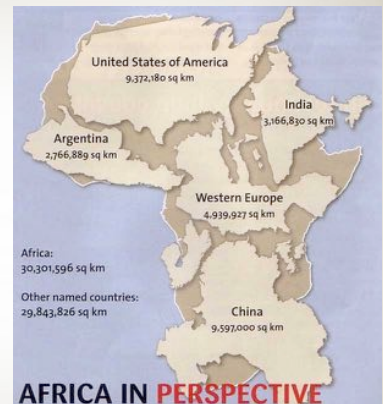 United States of America
9,372,180 sq km
India
3,166,830 sq km
Argentina
2,766,889 sq km
Western Europe
4,939,927 sq km
Africa:
30,301,596 sq km
Other named countries:
29,843,826 sq km
China
9,597,000 sq km
AFRICA IN PERSPECTIVE